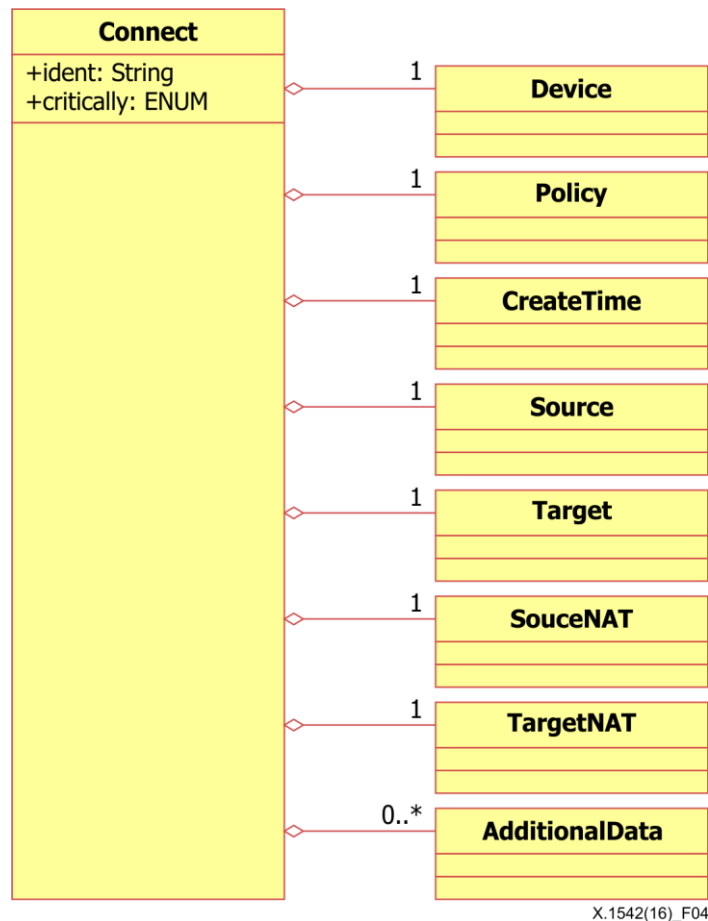 Connect
+ident: String
+critically: ENUM
1
Device
1
Policy
1
CreateTime
1
Source
1
Target
1
SouceNAT
1
TargetNAT
0..*
AdditionalData
X.1542(16)_F04